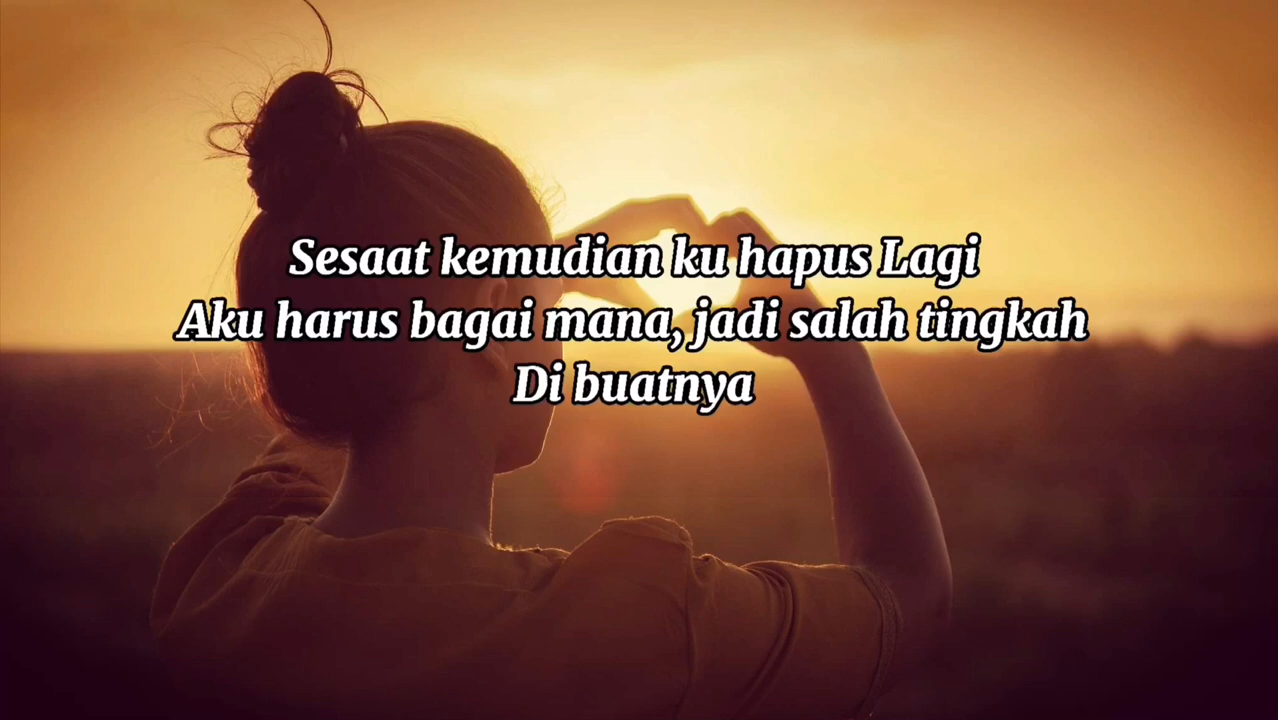 Sesaat kemudian ku hapus Lagi
Aku harus bagai mana, jadi salah tingkah
Di buatnya